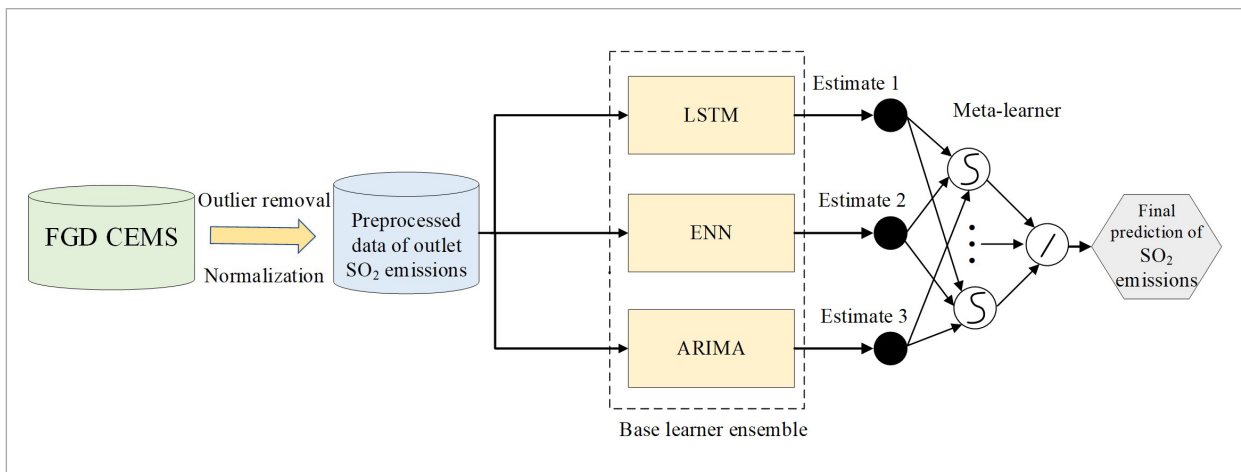 FGD CEMS
Outlier removal
Normalization
Preprocessed
data of outlet
SO₂ emissions
LSTM
ENN
ARIMA
Base learner ensemble
Estimate 1
Estimate 2
Estimate 3
Meta-learner
Final
prediction of
SO₂
emissions